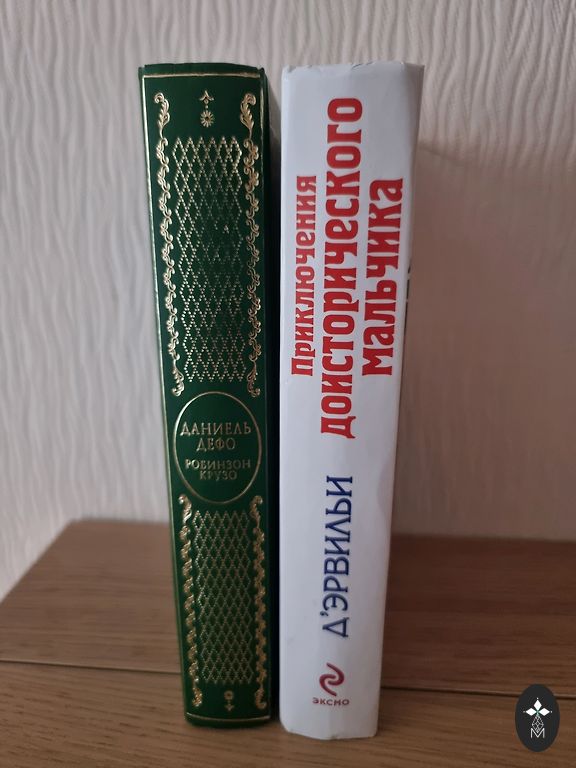 ДАНИЕЛЬ
ДЕФО
РОБИНЗОН
КРУЗО
Приключения
доисторического
мальчика
Д'ЭРВИЛЬИ
ЭКСМО
М